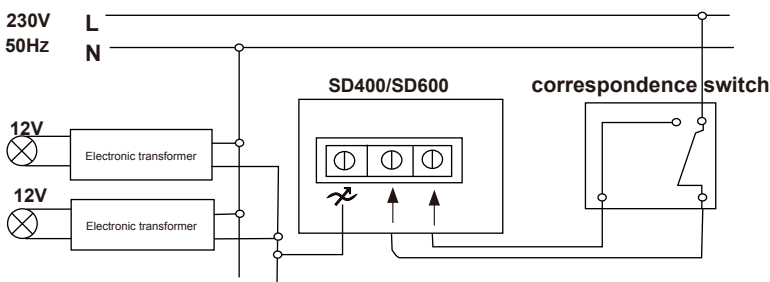 230V L
50Hz N
SD400/SD600
correspondence switch
12V
Electronic transformer
12V
Electronic transformer